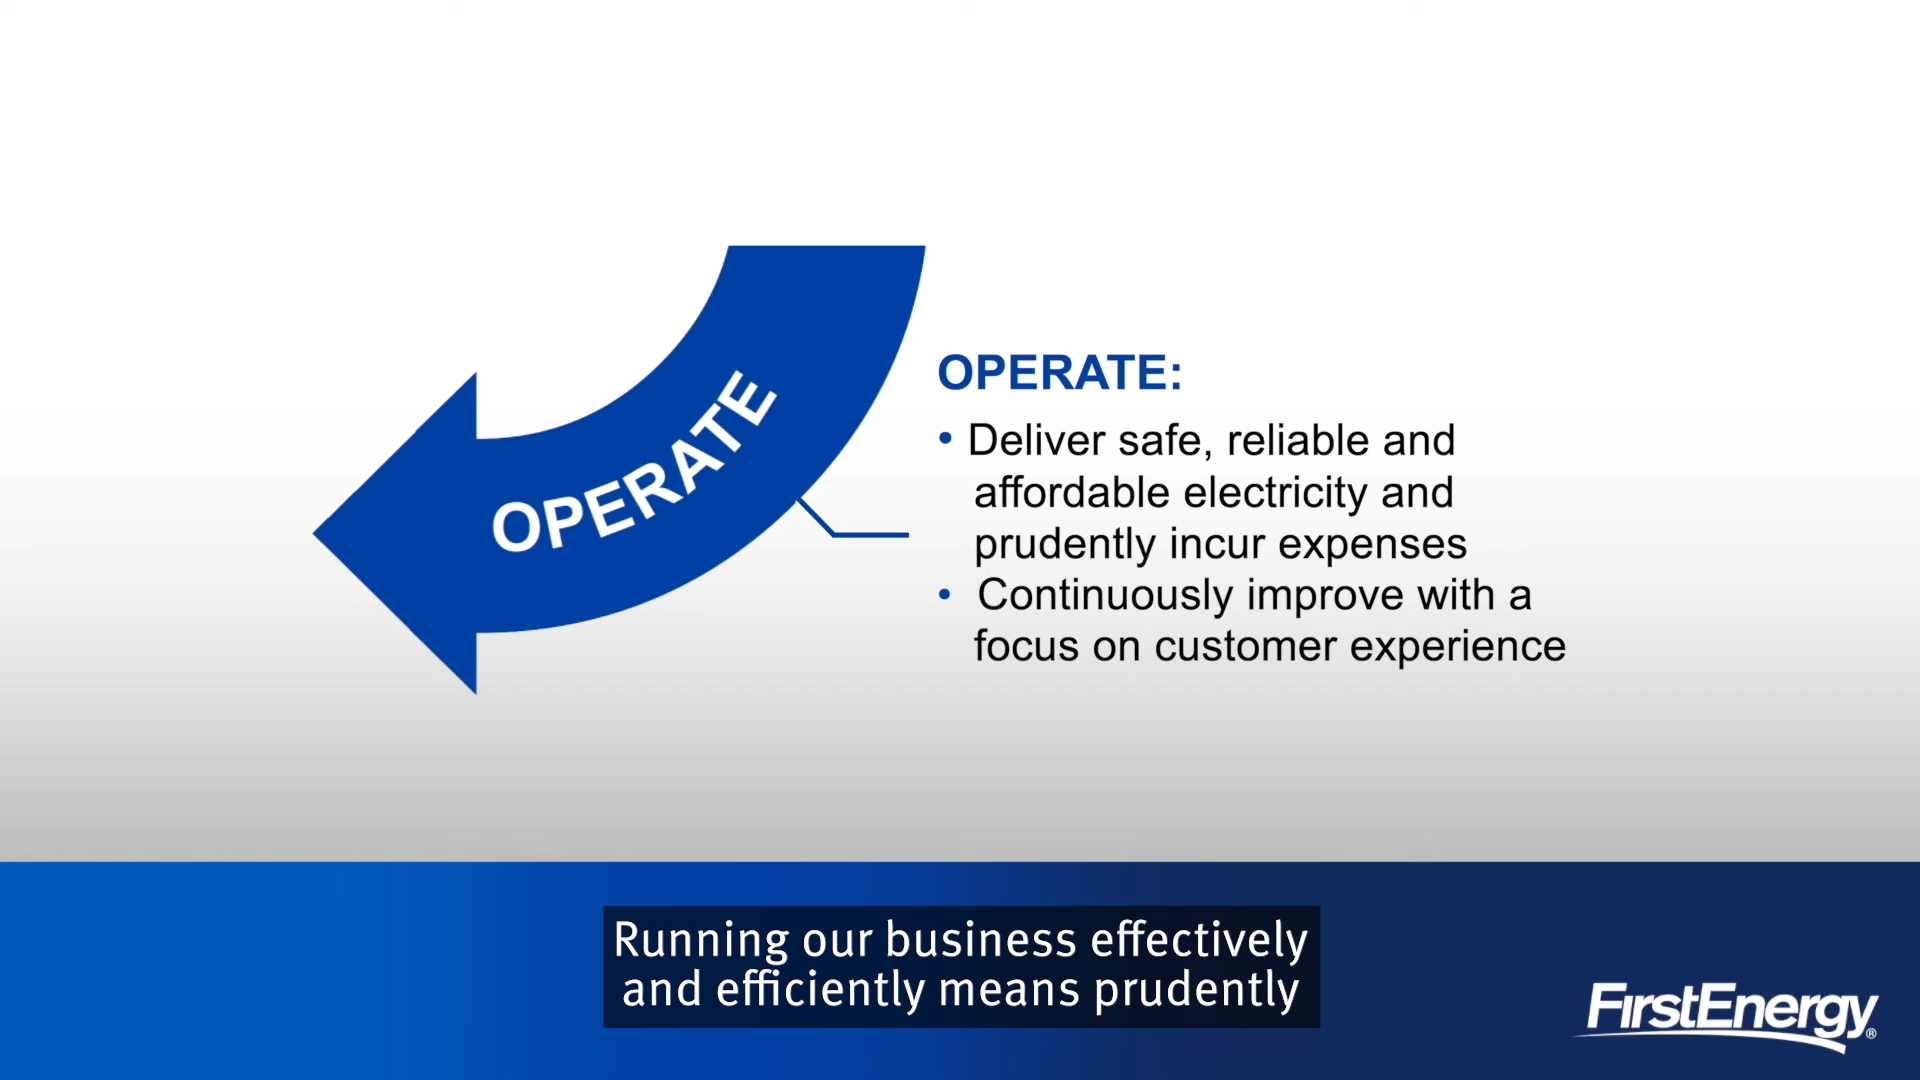 OPERATE
OPERATE:
• Deliver safe, reliable and
affordable electricity and
prudently incur expenses
• Continuously improve with a
focus on customer experience
Running our business effectively
and efficiently means prudently
FirstEnergy®